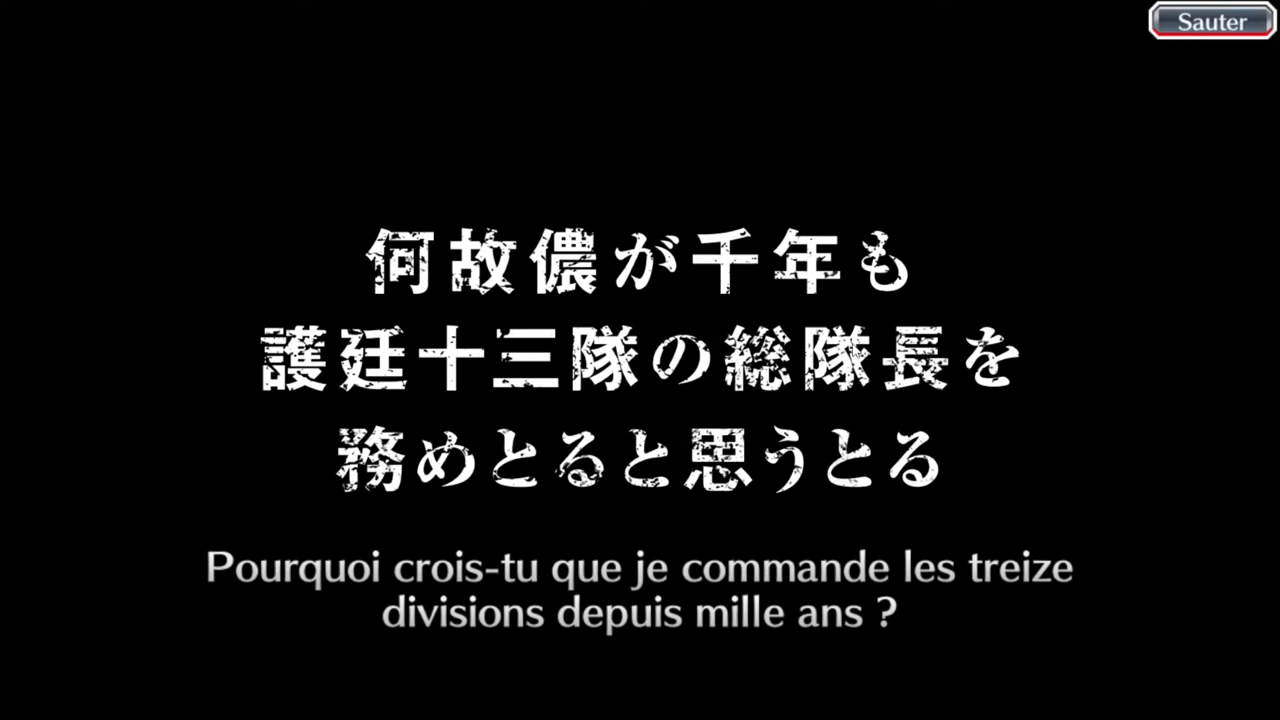 Sauter
何故儂が千年も
護廷十三隊の総隊長を
務めとると思うとる
Pourquoi crois-tu que je commande les treize
divisions depuis mille ans ?